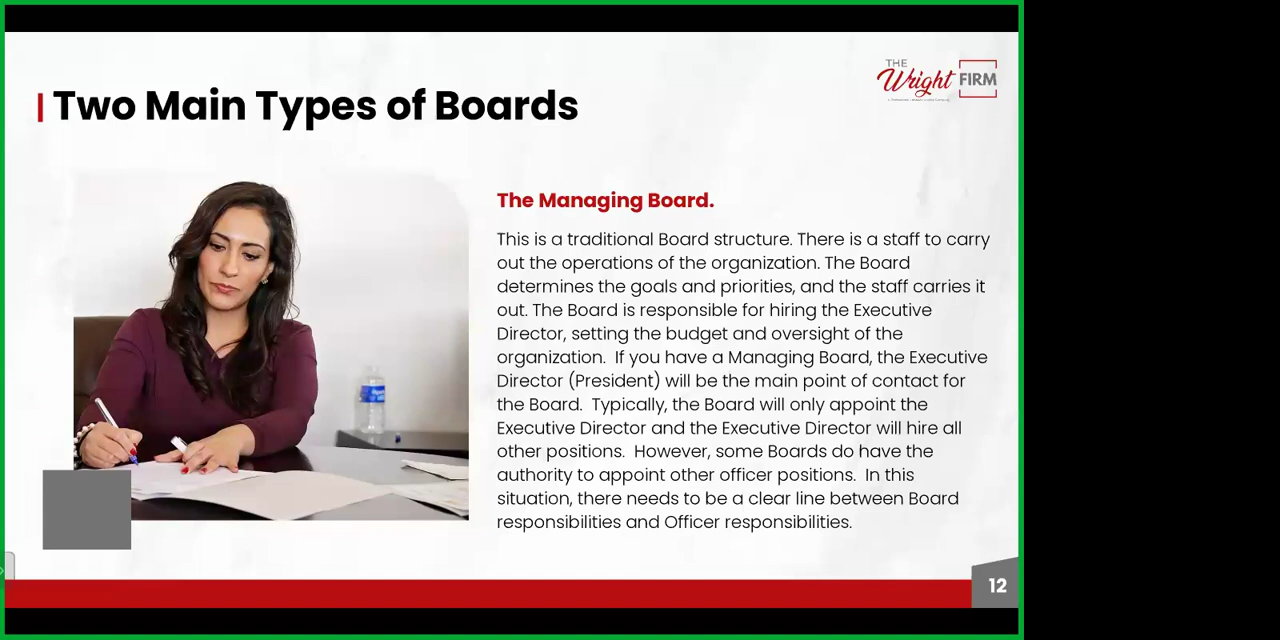 THE
Wright FIRM
Two Main Types of Boards
The Managing Board.
This is a traditional Board structure. There is a staff to carry
out the operations of the organization. The Board
determines the goals and priorities, and the staff carries it
out. The Board is responsible for hiring the Executive
Director, setting the budget and oversight of the
organization.  If you have a Managing Board, the Executive
Director (President) will be the main point of contact for
the Board.  Typically, the Board will only appoint the
Executive Director and the Executive Director will hire all
other positions.  However, some Boards do have the
authority to appoint other officer positions.  In this
situation, there needs to be a clear line between Board
responsibilities and Officer responsibilities.
12